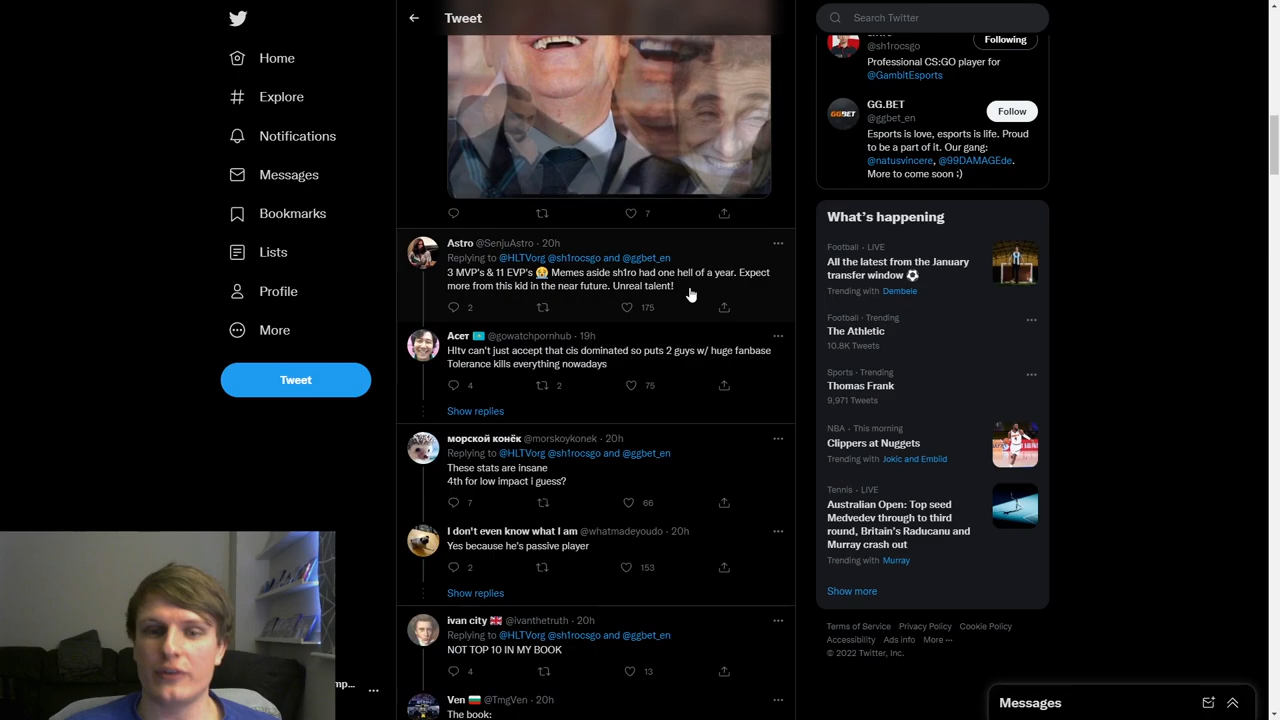 Home
Explore
Notifications
Messages
Bookmarks
Lists
Profile
More
Tweet
mp...
Tweet
7
Astro @SenjuAstro · 20h
Replying to @HLTVorg @sh1rocsgo and @ggbet_en
3 MVP's & 11 EVP's 😭 Memes aside sh1ro had one hell of a year. Expect
more from this kid in the near future. Unreal talent!
2 175
Асет 🇰🇿 @gowatchpornhub · 19h
Hltv can't just accept that cis dominated so puts 2 guys w/ huge fanbase
Tolerance kills everything nowadays
4 2 75
Show replies
морской конёк @morskoykonek · 20h
Replying to @HLTVorg @sh1rocsgo and @ggbet_en
These stats are insane
4th for low impact i guess?
7 66
I don't even know what I am @whatmadeyoudo · 20h
Yes because he's passive player
2 153
Show replies
ivan city 🇬🇧 @ivanthetruth · 20h
Replying to @HLTVorg @sh1rocsgo and @ggbet_en
NOT TOP 10 IN MY BOOK
4 13
Ven 🇧🇬 @TmgVen · 20h
The book:
Search Twitter
@sh1rocsgo
Following
Professional CS:GO player for
@GambitEsports
GG.BET
GG.BET
@ggbet_en
Follow
Esports is love, esports is life. Proud
to be a part of it. Our gang:
@natusvincere, @99DAMAGEde.
More to come soon ;)
What's happening
Football · LIVE
All the latest from the January
transfer window ⚽
Trending with Dembele
Football · Trending
The Athletic
10.8K Tweets
Sports · Trending
Thomas Frank
9,971 Tweets
NBA · This morning
Clippers at Nuggets
Trending with Jokic and Embiid
Tennis · LIVE
Australian Open: Top seed
Medvedev through to third
round, Britain's Raducanu and
Murray crash out
Trending with Murray
Show more
Terms of Service Privacy Policy Cookie Policy
Accessibility Ads info More ···
© 2022 Twitter, Inc.
Messages